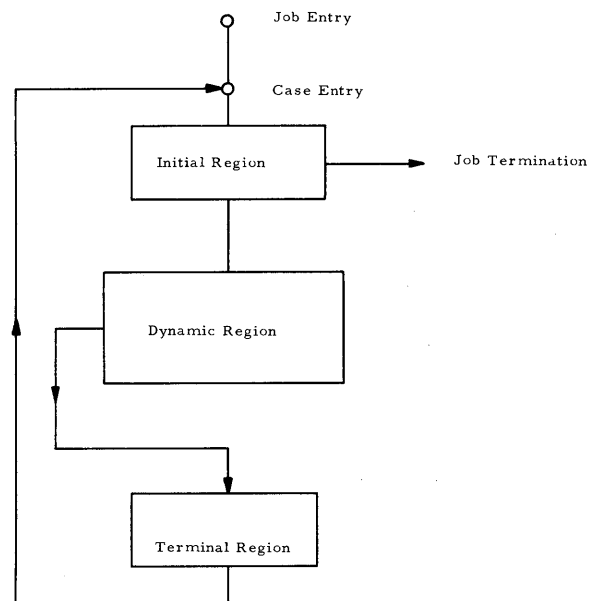 Job Entry
Case Entry
Initial Region
Job Termination
Dynamic Region
Terminal Region